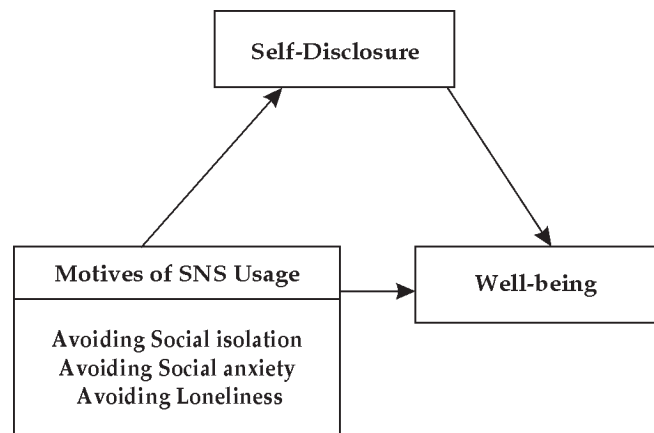 Self-Disclosure
Motives of SNS Usage
Well-being
Avoiding Social isolation
Avoiding Social anxiety
Avoiding Loneliness